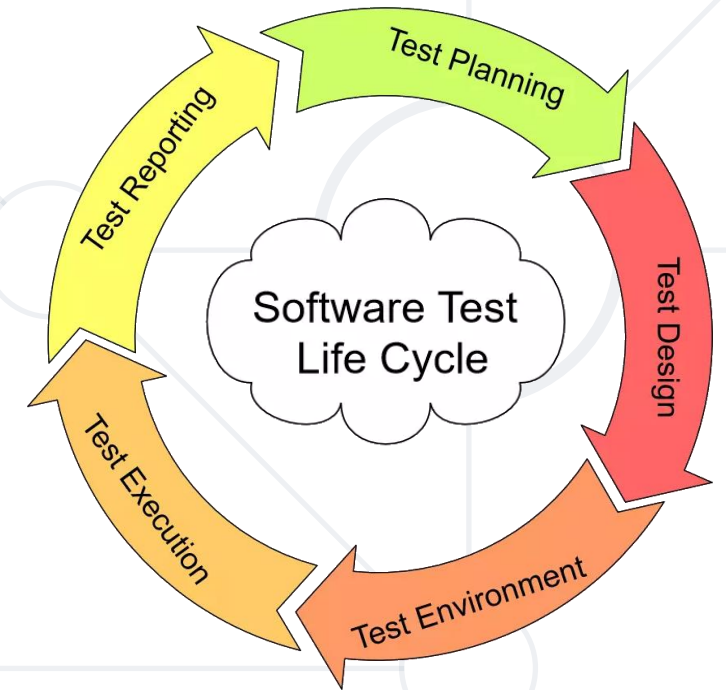 Test Planning
Test Design
Test Environment
Test Execution
Test Reporting
Software Test
Life Cycle